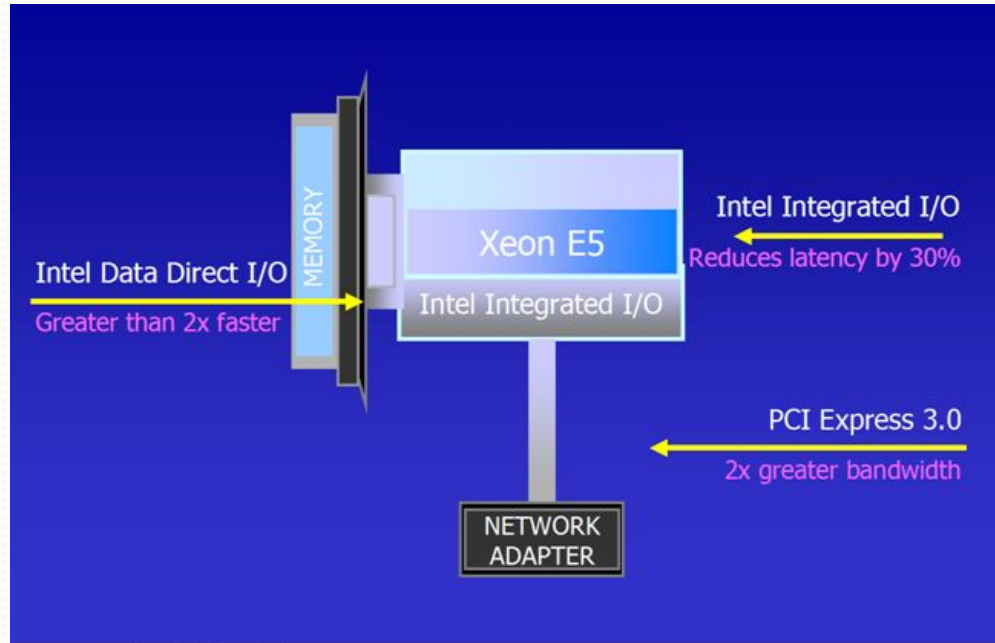 MEMORY
Xeon E5
Intel Integrated I/O
Intel Data Direct I/O
Greater than 2x faster
Intel Integrated I/O
Reduces latency by 30%
PCI Express 3.0
2x greater bandwidth
NETWORK
ADAPTER